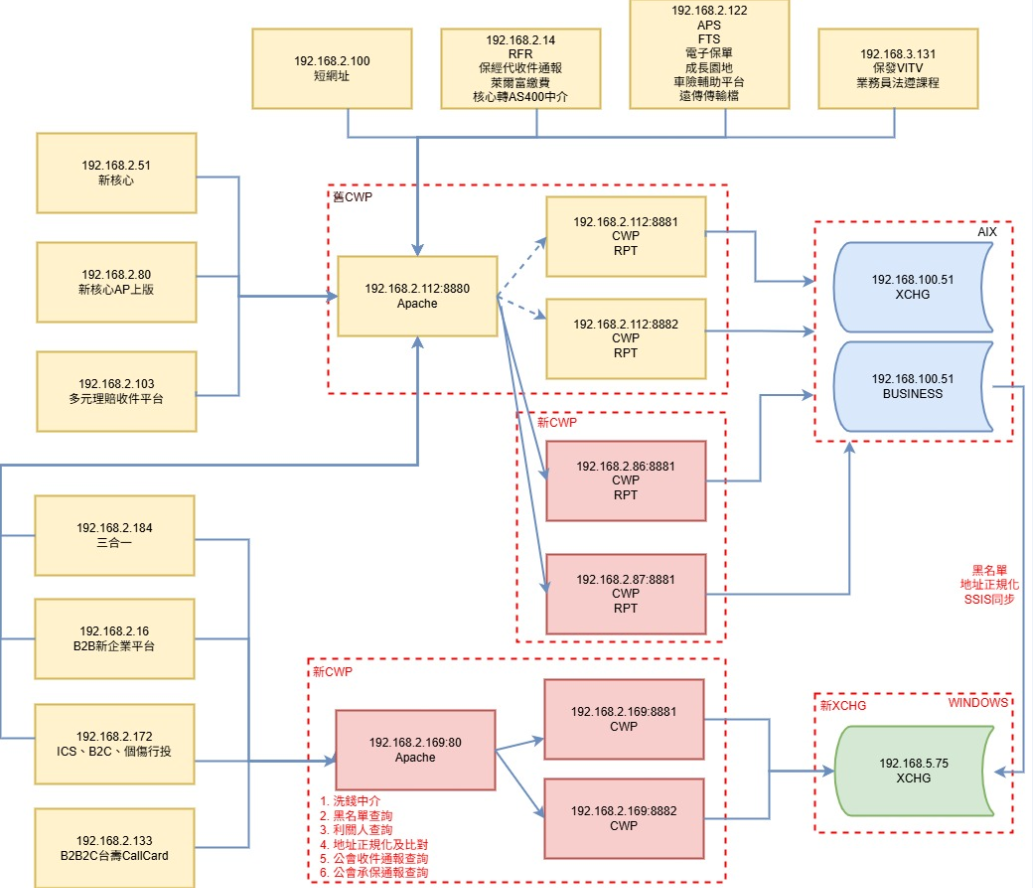 192.168.2.100
短網址
192.168.2.14
RFR
保經代收件通報
萊爾富繳費
核心轉AS400中介
192.168.2.122
APS
FTS
電子保單
成長園地
車險輔助平台
遠傳傳輸檔
192.168.3.131
保發VITV
業務員法遵課程
192.168.2.51
新核心
192.168.2.80
新核心AP上版
192.168.2.103
多元理賠收件平台
舊CWP
192.168.2.112:8880
Apache
192.168.2.112:8881
CWP
RPT
192.168.2.112:8882
CWP
RPT
AIX
192.168.100.51
XCHG
192.168.100.51
BUSINESS
新CWP
192.168.2.86:8881
CWP
RPT
192.168.2.87:8881
CWP
RPT
黑名單
地址正規化
SSIS同步
192.168.2.184
三合一
192.168.2.16
B2B新企業平台
192.168.2.172
ICS、B2C、個傷行投
192.168.2.133
B2B2C台壽CallCard
新CWP
192.168.2.169:80
Apache
1. 洗錢中介
2. 黑名單查詢
3. 利關人查詢
4. 地址正規化及比對
5. 公會收件通報查詢
6. 公會承保通報查詢
192.168.2.169:8881
CWP
192.168.2.169:8882
CWP
新XCHG
WINDOWS
192.168.5.75
XCHG